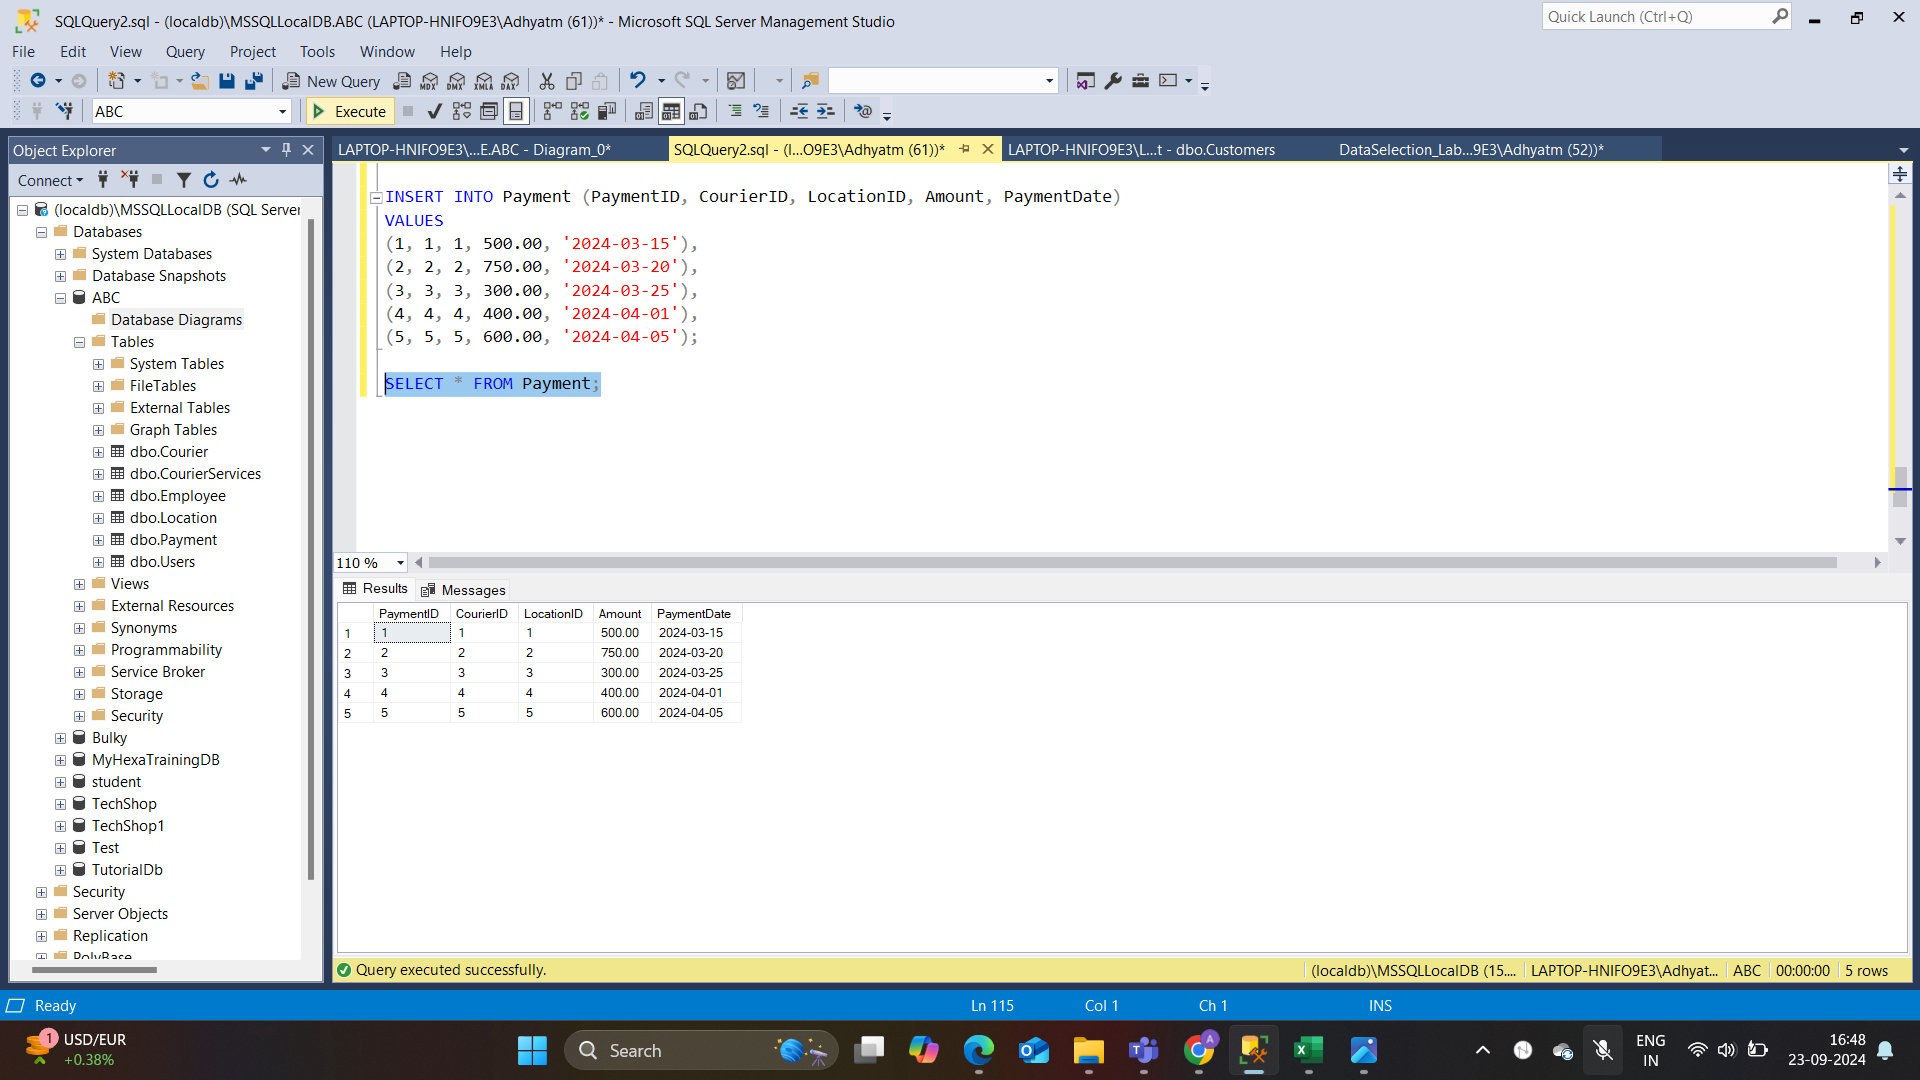 SQLQuery2.sql - (localdb)\MSSQLLocalDB.ABC (LAPTOP-HNIFO9E3\Adhyatm (61))* - Microsoft SQL Server Management Studio
Quick Launch (Ctrl+Q)
File Edit View Query Project Tools Window Help
New Query MDX DMX XMLA DAX
ABC Execute
Object Explorer
LAPTOP-HNIFO9E3\...E.ABC - Diagram_0* SQLQuery2.sql - (l...O9E3\Adhyatm (61))* LAPTOP-HNIFO9E3\L...t - dbo.Customers DataSelection_Lab...9E3\Adhyatm (52))*
Connect
(localdb)\MSSQLLocalDB (SQL Server
Databases
System Databases
Database Snapshots
ABC
Database Diagrams
Tables
System Tables
FileTables
External Tables
Graph Tables
dbo.Courier
dbo.CourierServices
dbo.Employee
dbo.Location
dbo.Payment
dbo.Users
Views
External Resources
Synonyms
Programmability
Service Broker
Storage
Security
Bulky
MyHexaTrainingDB
student
TechShop
TechShop1
Test
TutorialDb
Security
Server Objects
Replication
PolyBase
INSERT INTO Payment (PaymentID, CourierID, LocationID, Amount, PaymentDate)
VALUES
(1, 1, 1, 500.00, '2024-03-15'),
(2, 2, 2, 750.00, '2024-03-20'),
(3, 3, 3, 300.00, '2024-03-25'),
(4, 4, 4, 400.00, '2024-04-01'),
(5, 5, 5, 600.00, '2024-04-05');
SELECT * FROM Payment;
110 %
Results Messages
PaymentID CourierID LocationID Amount PaymentDate
1 1 1 1 500.00 2024-03-15
2 2 2 2 750.00 2024-03-20
3 3 3 3 300.00 2024-03-25
4 4 4 4 400.00 2024-04-01
5 5 5 5 600.00 2024-04-05
Query executed successfully. (localdb)\MSSQLLocalDB (15.... LAPTOP-HNIFO9E3\Adhyat... ABC 00:00:00 5 rows
Ready Ln 115 Col 1 Ch 1 INS
1 USD/EUR
+0.38%
Search
A
ENG
IN
16:48
23-09-2024